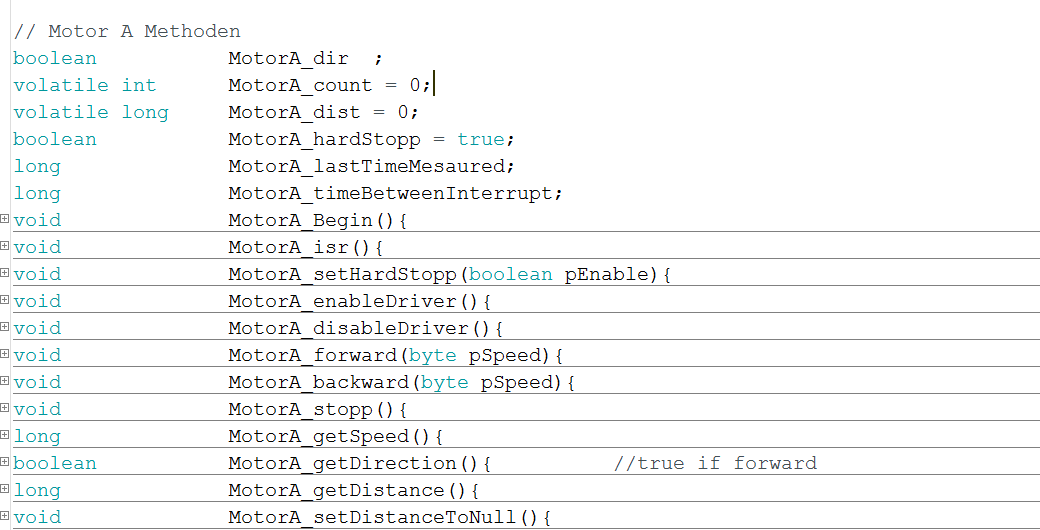 // Motor A Methoden
boolean MotorA_dir ;
volatile int MotorA_count = 0;
volatile long MotorA_dist = 0;
boolean MotorA_hardStopp = true;
long MotorA_lastTimeMesaured;
long MotorA_timeBetweenInterrupt;
void MotorA_Begin(){
void MotorA_isr(){
void MotorA_setHardStopp(boolean pEnable){
void MotorA_enableDriver(){
void MotorA_disableDriver(){
void MotorA_forward(byte pSpeed){
void MotorA_backward(byte pSpeed){
void MotorA_stopp(){
long MotorA_getSpeed(){
boolean MotorA_getDirection(){ //true if forward
long MotorA_getDistance(){
void MotorA_setDistanceToNull(){